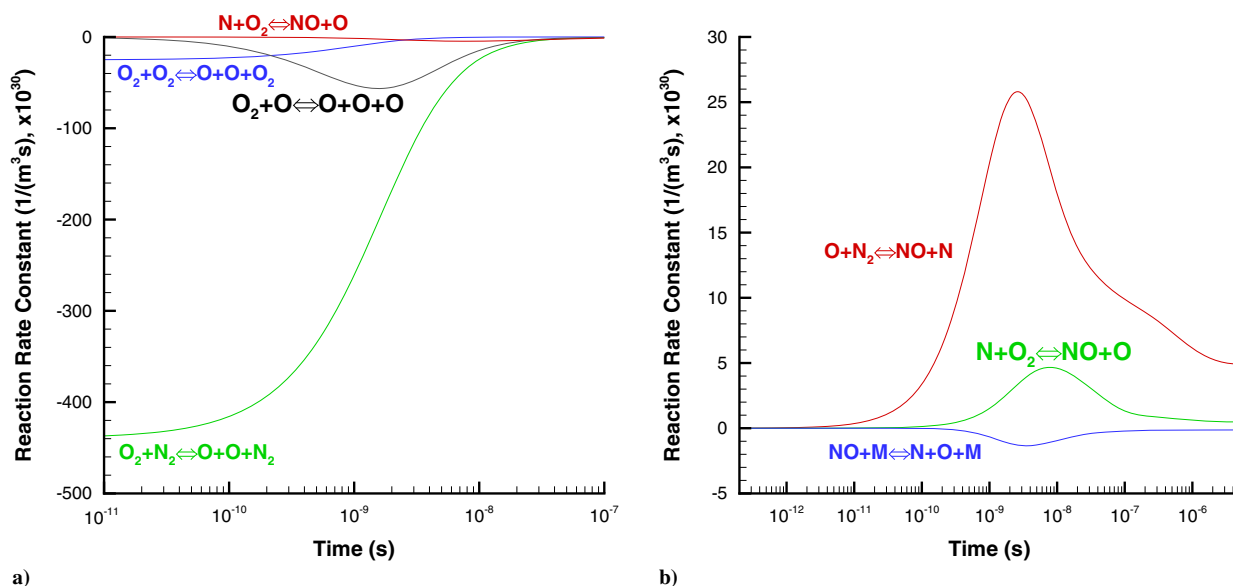 N+O₂⇔NO+O
O₂+O₂⇔O+O+O₂
O₂+O⇔O+O+O
O₂+N₂⇔O+O+N₂
Reaction Rate Constant (1/(m³s), x10³⁰)
0
-100
-200
-300
-400
-500
10⁻¹¹ 10⁻¹⁰ 10⁻⁹ 10⁻⁸ 10⁻⁷
Time (s)
a)
Reaction Rate Constant (1/(m³s), x10³⁰)
30
25
20
15
10
5
0
-5
O+N₂⇔NO+N
N+O₂⇔NO+O
NO+M⇔N+O+M
10⁻¹² 10⁻¹¹ 10⁻¹⁰ 10⁻⁹ 10⁻⁸ 10⁻⁷ 10⁻⁶
Time (s)
b)